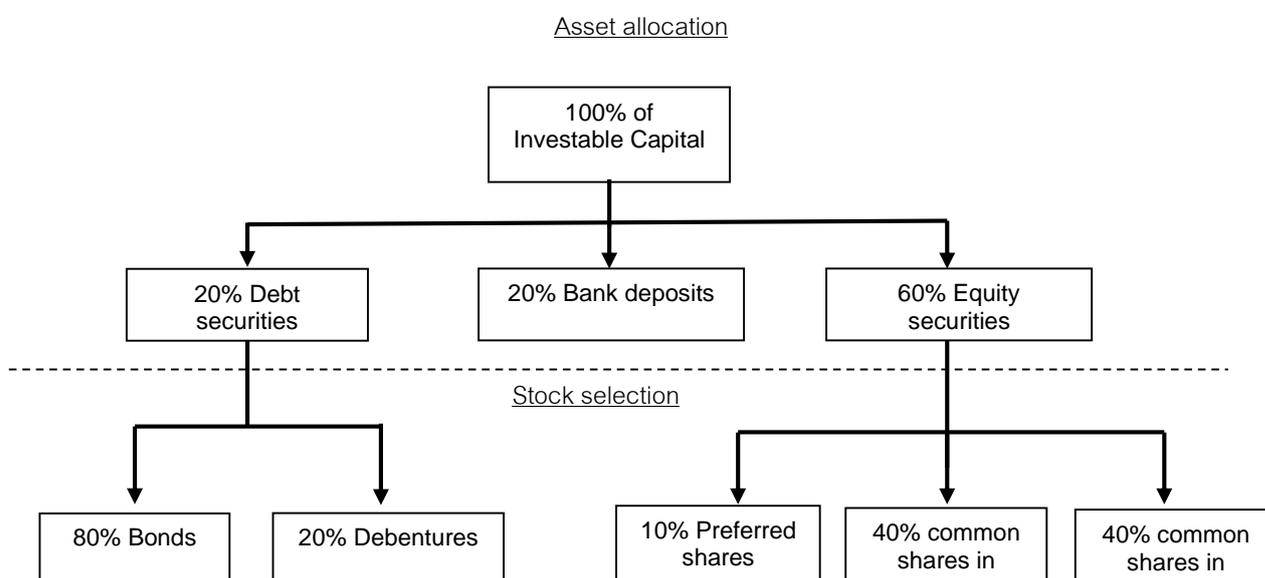 Asset allocation
100% of
Investable Capital
20% Debt
securities
20% Bank deposits
60% Equity
securities
Stock selection
80% Bonds
20% Debentures
10% Preferred
shares
40% common
shares in
40% common
shares in